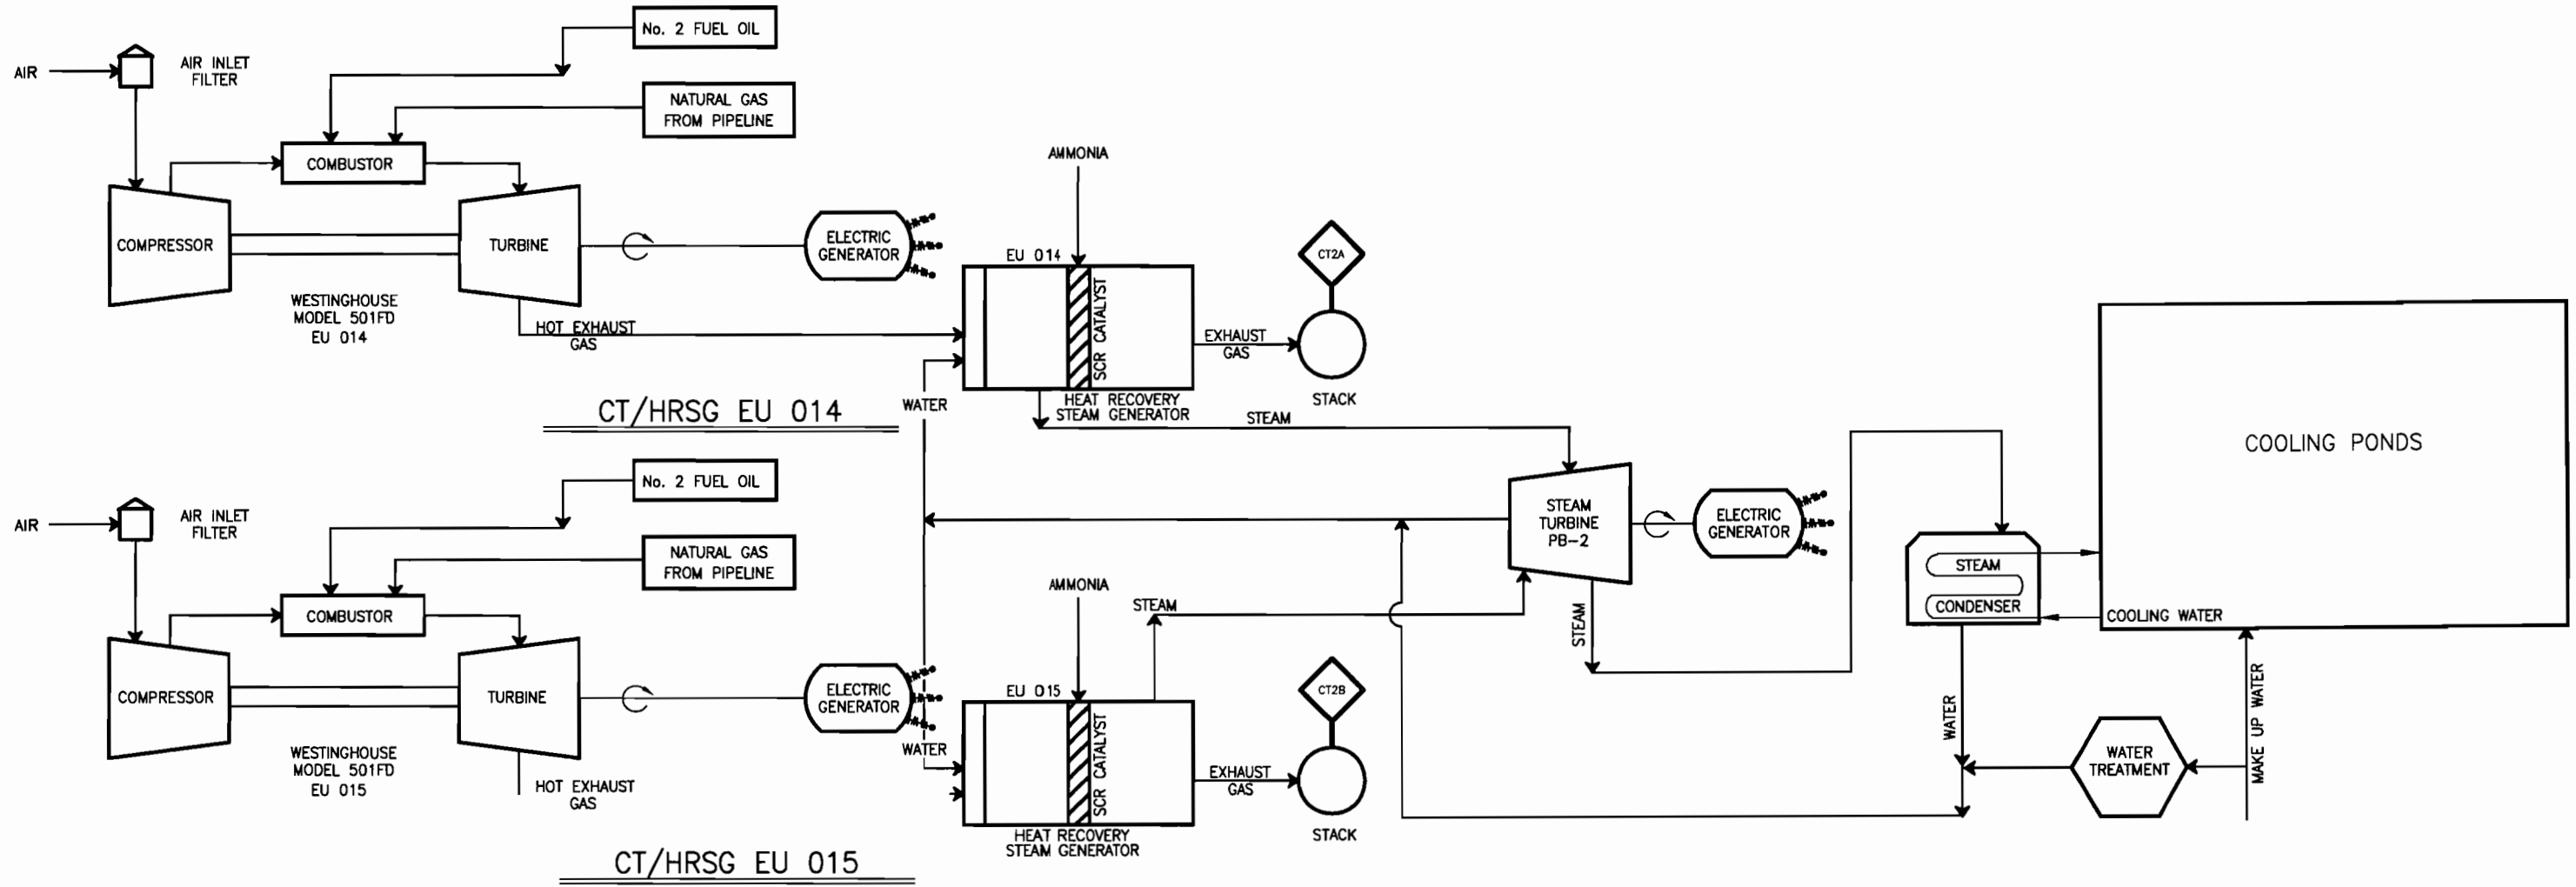 No. 2 FUEL OIL
AIR
AIR INLET
FILTER
NATURAL GAS
FROM PIPELINE
COMBUSTOR
AMMONIA
COMPRESSOR
TURBINE
ELECTRIC
GENERATOR
WESTINGHOUSE
MODEL 501FD
EU 014
HOT EXHAUST
GAS
EU 014
SCR CATALYST
CT2A
EXHAUST
GAS
STACK
HEAT RECOVERY
STEAM GENERATOR
WATER
CT/HRSG EU 014
STEAM
No. 2 FUEL OIL
AIR
AIR INLET
FILTER
NATURAL GAS
FROM PIPELINE
COMBUSTOR
AMMONIA
COMPRESSOR
TURBINE
ELECTRIC
GENERATOR
WESTINGHOUSE
MODEL 501FD
EU 015
HOT EXHAUST
GAS
WATER
EU 015
SCR CATALYST
STEAM
CT2B
EXHAUST
GAS
STACK
HEAT RECOVERY
STEAM GENERATOR
CT/HRSG EU 015
STEAM
TURBINE
PB-2
ELECTRIC
GENERATOR
STEAM
STEAM
CONDENSER
COOLING PONDS
COOLING WATER
WATER
WATER
TREATMENT
MAKE UP WATER